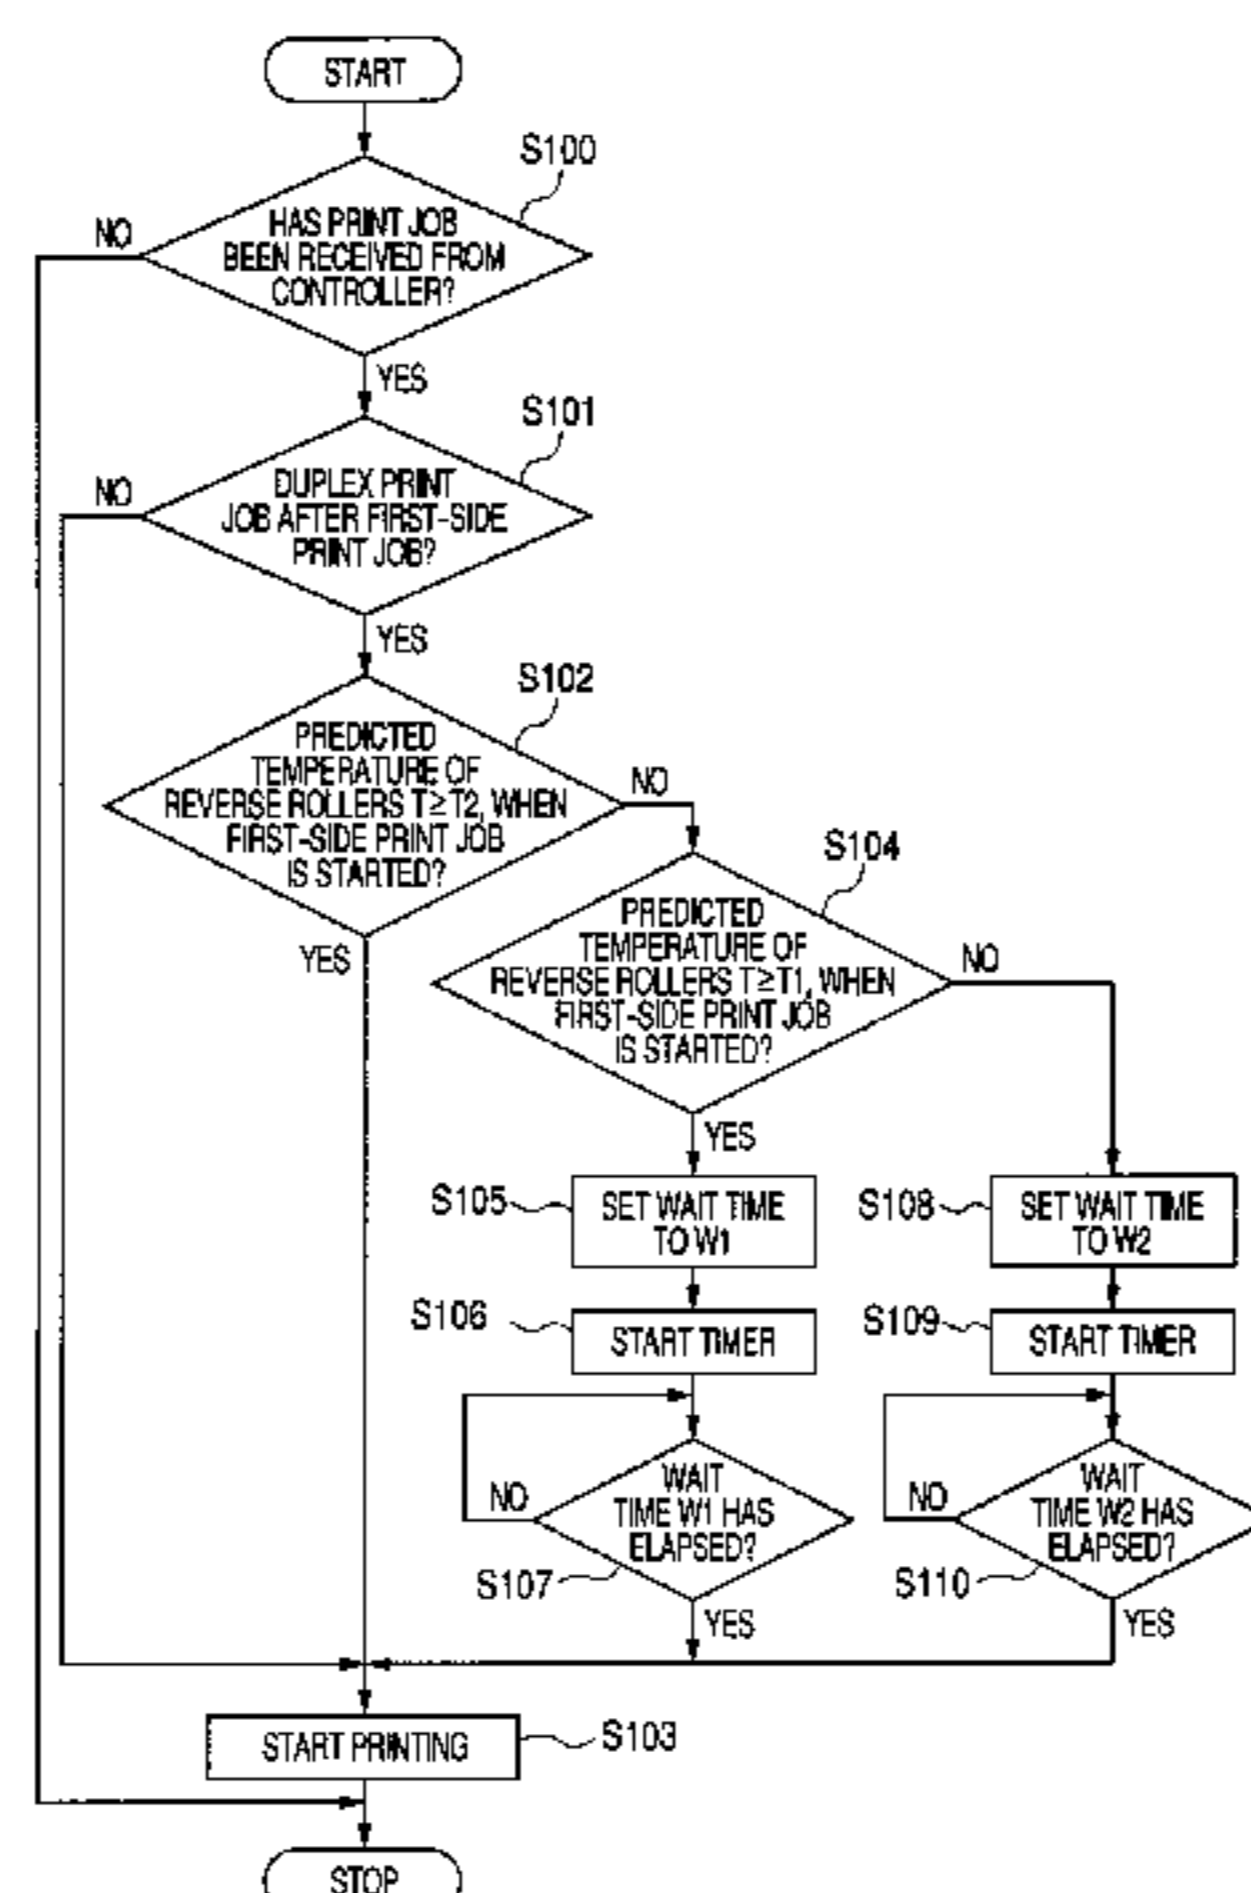 START
S100
HAS PRINT JOB
BEEN RECEIVED FROM
CONTROLLER?
NO
YES
S101
DUPLEX PRINT
JOB AFTER FIRST-SIDE
PRINT JOB?
NO
YES
S102
PREDICTED
TEMPERATURE OF
REVERSE ROLLERS T≥T2, WHEN
FIRST-SIDE PRINT JOB
IS STARTED?
NO
YES
S104
PREDICTED
TEMPERATURE OF
REVERSE ROLLERS T≥T1, WHEN
FIRST-SIDE PRINT JOB
IS STARTED?
NO
YES
S105
SET WAIT TIME
TO W1
S108
SET WAIT TIME
TO W2
S106
START TIMER
S109
START TIMER
WAIT
TIME W1 HAS
ELAPSED?
NO
S107
YES
WAIT
TIME W2 HAS
ELAPSED?
NO
S110
YES
START PRINTING
S103
STOP